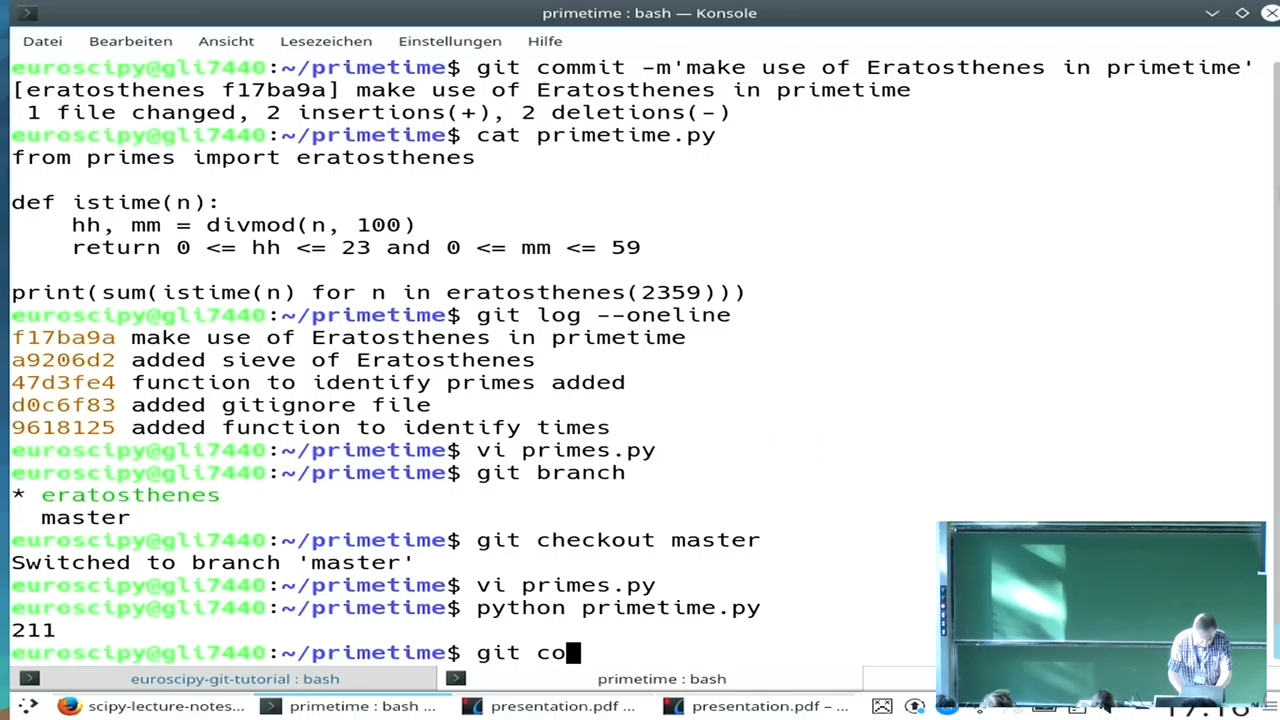 primetime : bash — Konsole
Datei Bearbeiten Ansicht Lesezeichen Einstellungen Hilfe
euroscipy@gli7440:~/primetime$ git commit -m'make use of Eratosthenes in primetime'
[eratosthenes f17ba9a] make use of Eratosthenes in primetime
 1 file changed, 2 insertions(+), 2 deletions(-)
euroscipy@gli7440:~/primetime$ cat primetime.py
from primes import eratosthenes
def istime(n):
    hh, mm = divmod(n, 100)
    return 0 <= hh <= 23 and 0 <= mm <= 59
print(sum(istime(n) for n in eratosthenes(2359)))
euroscipy@gli7440:~/primetime$ git log --oneline
f17ba9a make use of Eratosthenes in primetime
a9206d2 added sieve of Eratosthenes
47d3fe4 function to identify primes added
d0c6f83 added gitignore file
9618125 added function to identify times
euroscipy@gli7440:~/primetime$ vi primes.py
euroscipy@gli7440:~/primetime$ git branch
* eratosthenes
  master
euroscipy@gli7440:~/primetime$ git checkout master
Switched to branch 'master'
euroscipy@gli7440:~/primetime$ vi primes.py
euroscipy@gli7440:~/primetime$ python primetime.py
211
euroscipy@gli7440:~/primetime$ git co
euroscipy-git-tutorial : bash primetime : bash
scipy-lecture-notes... primetime : bash ... presentation.pdf ... presentation.pdf – ...